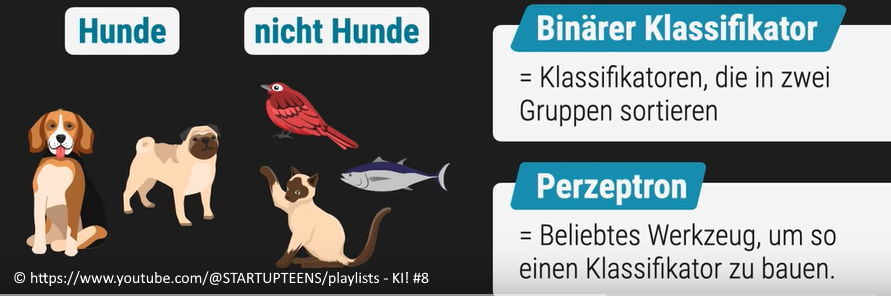 Hunde
nicht Hunde
Binärer Klassifikator
= Klassifikatoren, die in zwei
Gruppen sortieren
Perzeptron
= Beliebtes Werkzeug, um so
einen Klassifikator zu bauen.
© https://www.youtube.com/@STARTUPTEENS/playlists - KI! #8